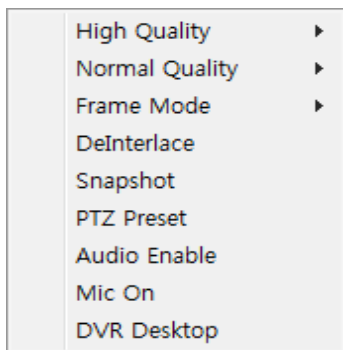 High Quality
Normal Quality
Frame Mode
DeInterlace
Snapshot
PTZ Preset
Audio Enable
Mic On
DVR Desktop